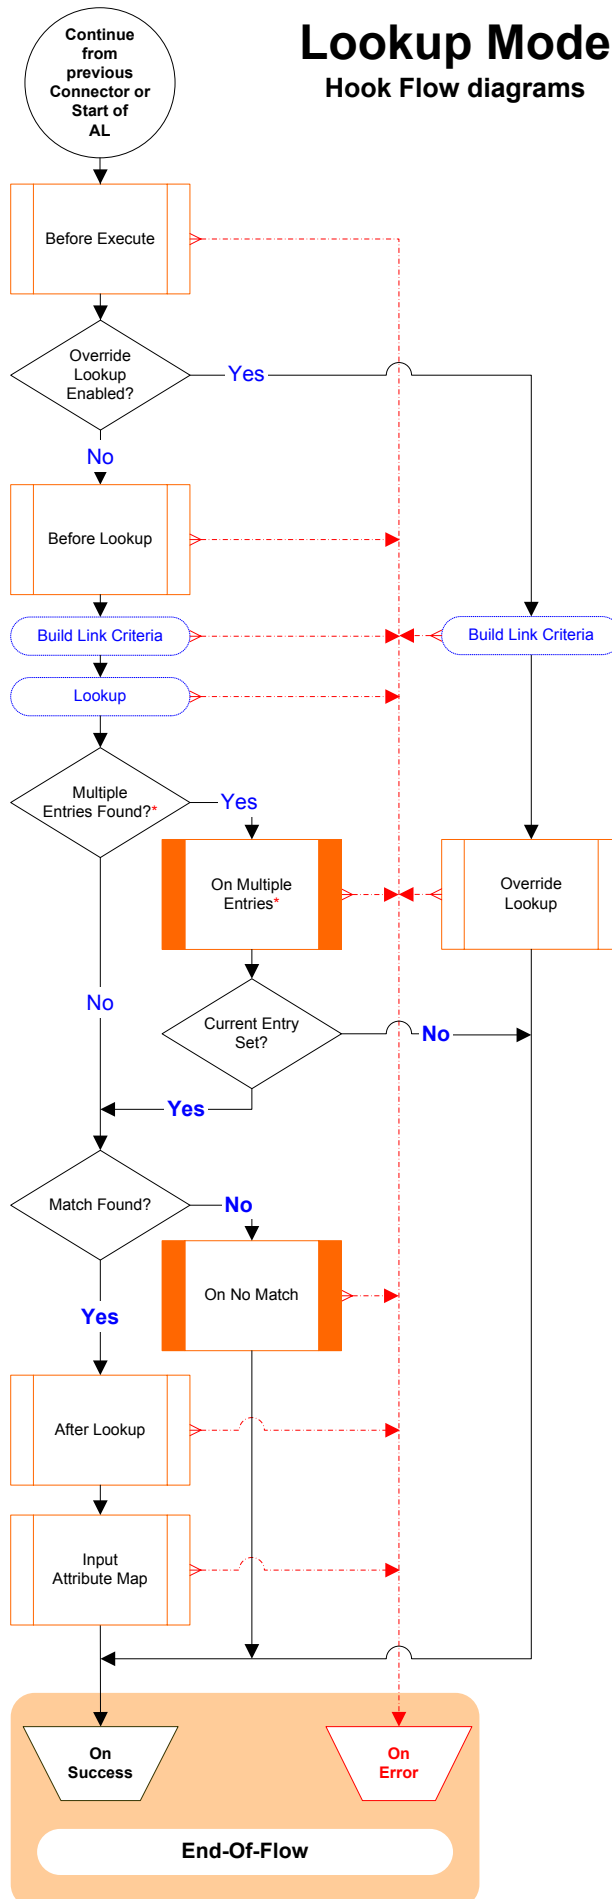 Lookup Mode
Hook Flow diagrams
Continue
from
previous
Connector or
Start of
AL
Before Execute
Override
Lookup
Enabled?
Yes
No
Before Lookup
Build Link Criteria
Build Link Criteria
Lookup
Multiple
Entries Found?*
Yes
On Multiple
Entries*
Override
Lookup
No
Current Entry
Set?
No
Yes
Match Found?
No
On No Match
Yes
After Lookup
Input
Attribute Map
On
Success
On
Error
End-Of-Flow